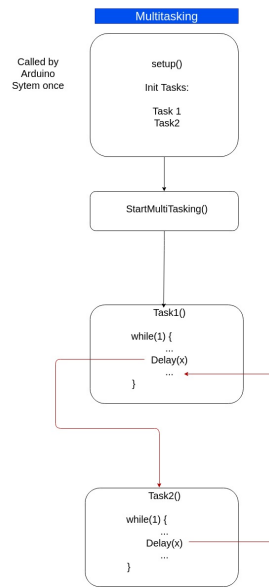 Multitasking
Called by
Arduino
Sytem once
setup()
Init Tasks:
Task 1
Task2
StartMultiTasking()
Task1()
while(1) {
...
Delay(x)
...
}
Task2()
while(1) {
...
Delay(x)
...
}